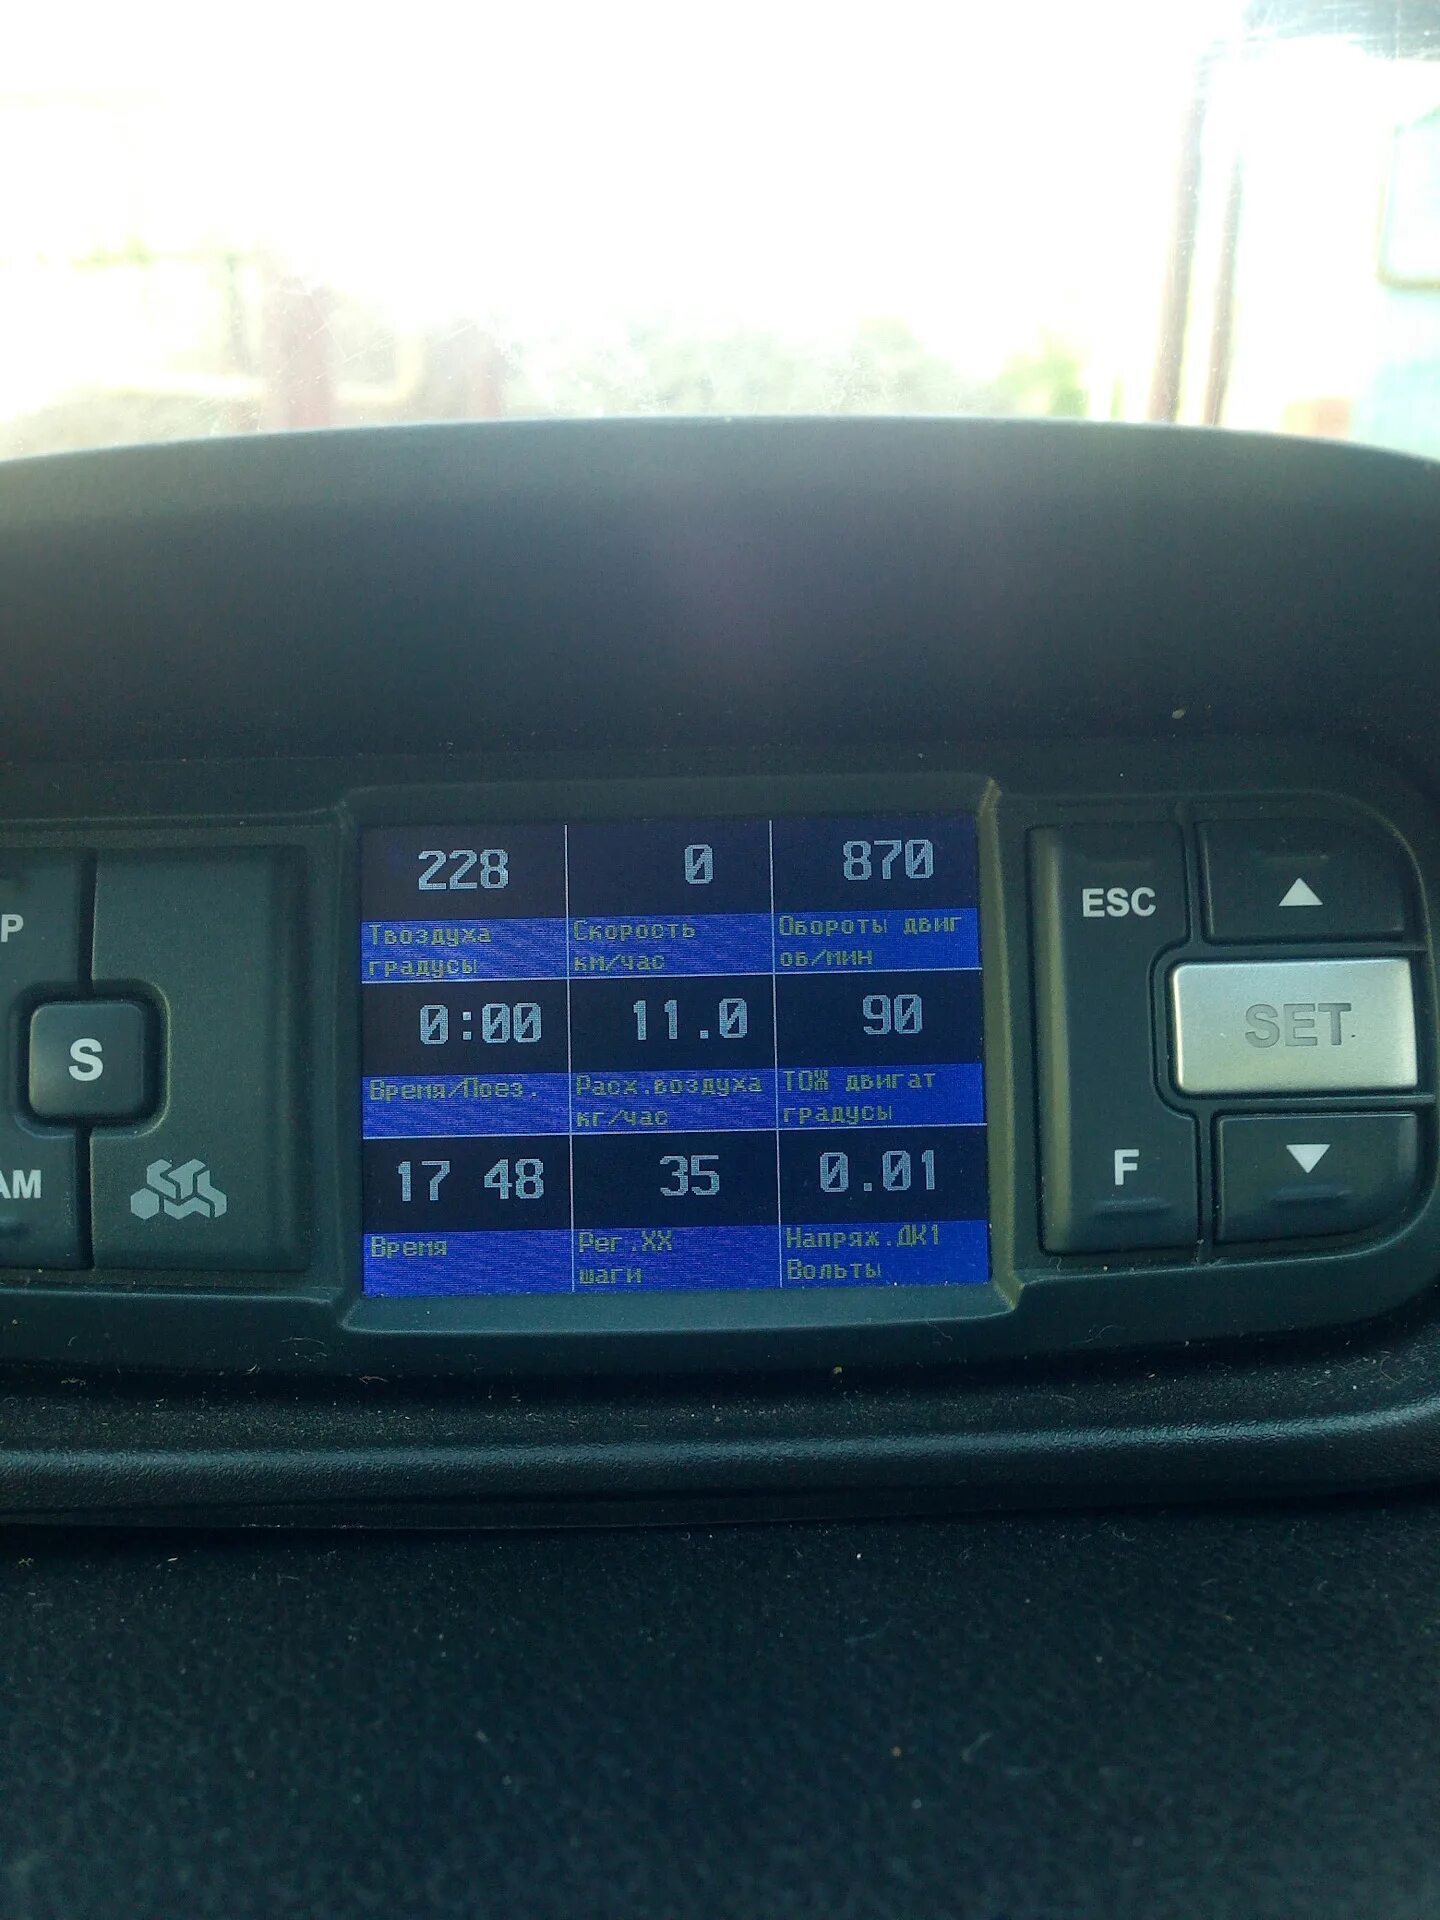 228 0 870
Твоздуха Скорость Обороты двиг
градусы км/час об/мин
0:00 11.0 90
Время/Поез. Расх.воздуха ТОЖ двигат
кг/час градусы
17 48 35 0.01
Время Рег.ХХ Напряж.ДК1
шаги Вольты
P
S
AM
ESC
SET
F